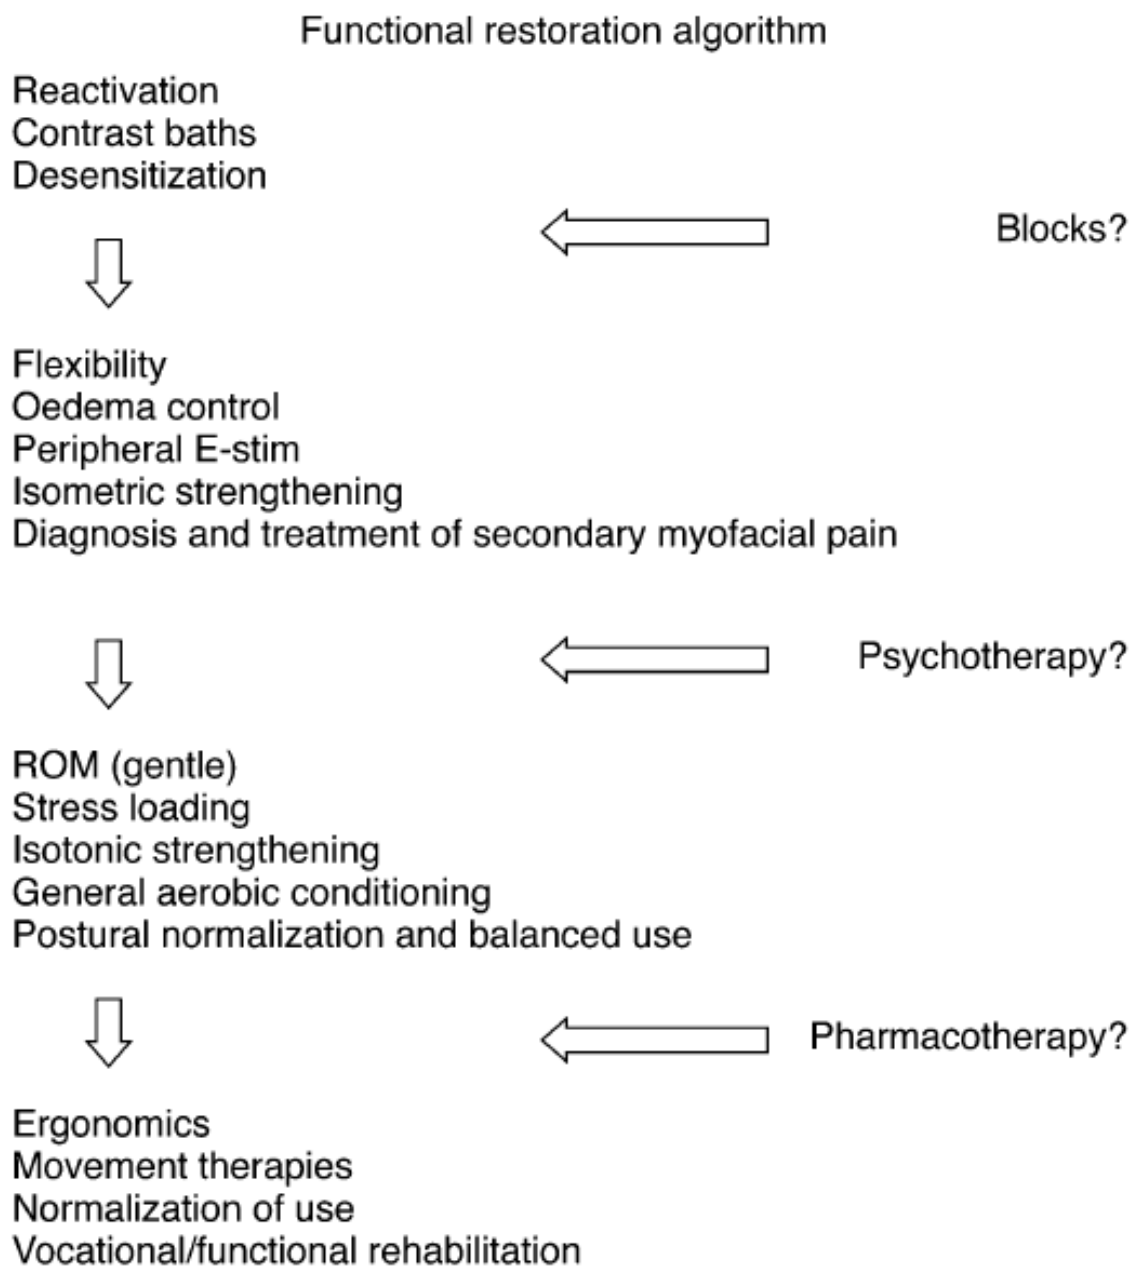 Functional restoration algorithm
Reactivation
Contrast baths
Desensitization
Blocks?
Flexibility
Oedema control
Peripheral E-stim
Isometric strengthening
Diagnosis and treatment of secondary myofacial pain
Psychotherapy?
ROM (gentle)
Stress loading
Isotonic strengthening
General aerobic conditioning
Postural normalization and balanced use
Pharmacotherapy?
Ergonomics
Movement therapies
Normalization of use
Vocational/functional rehabilitation